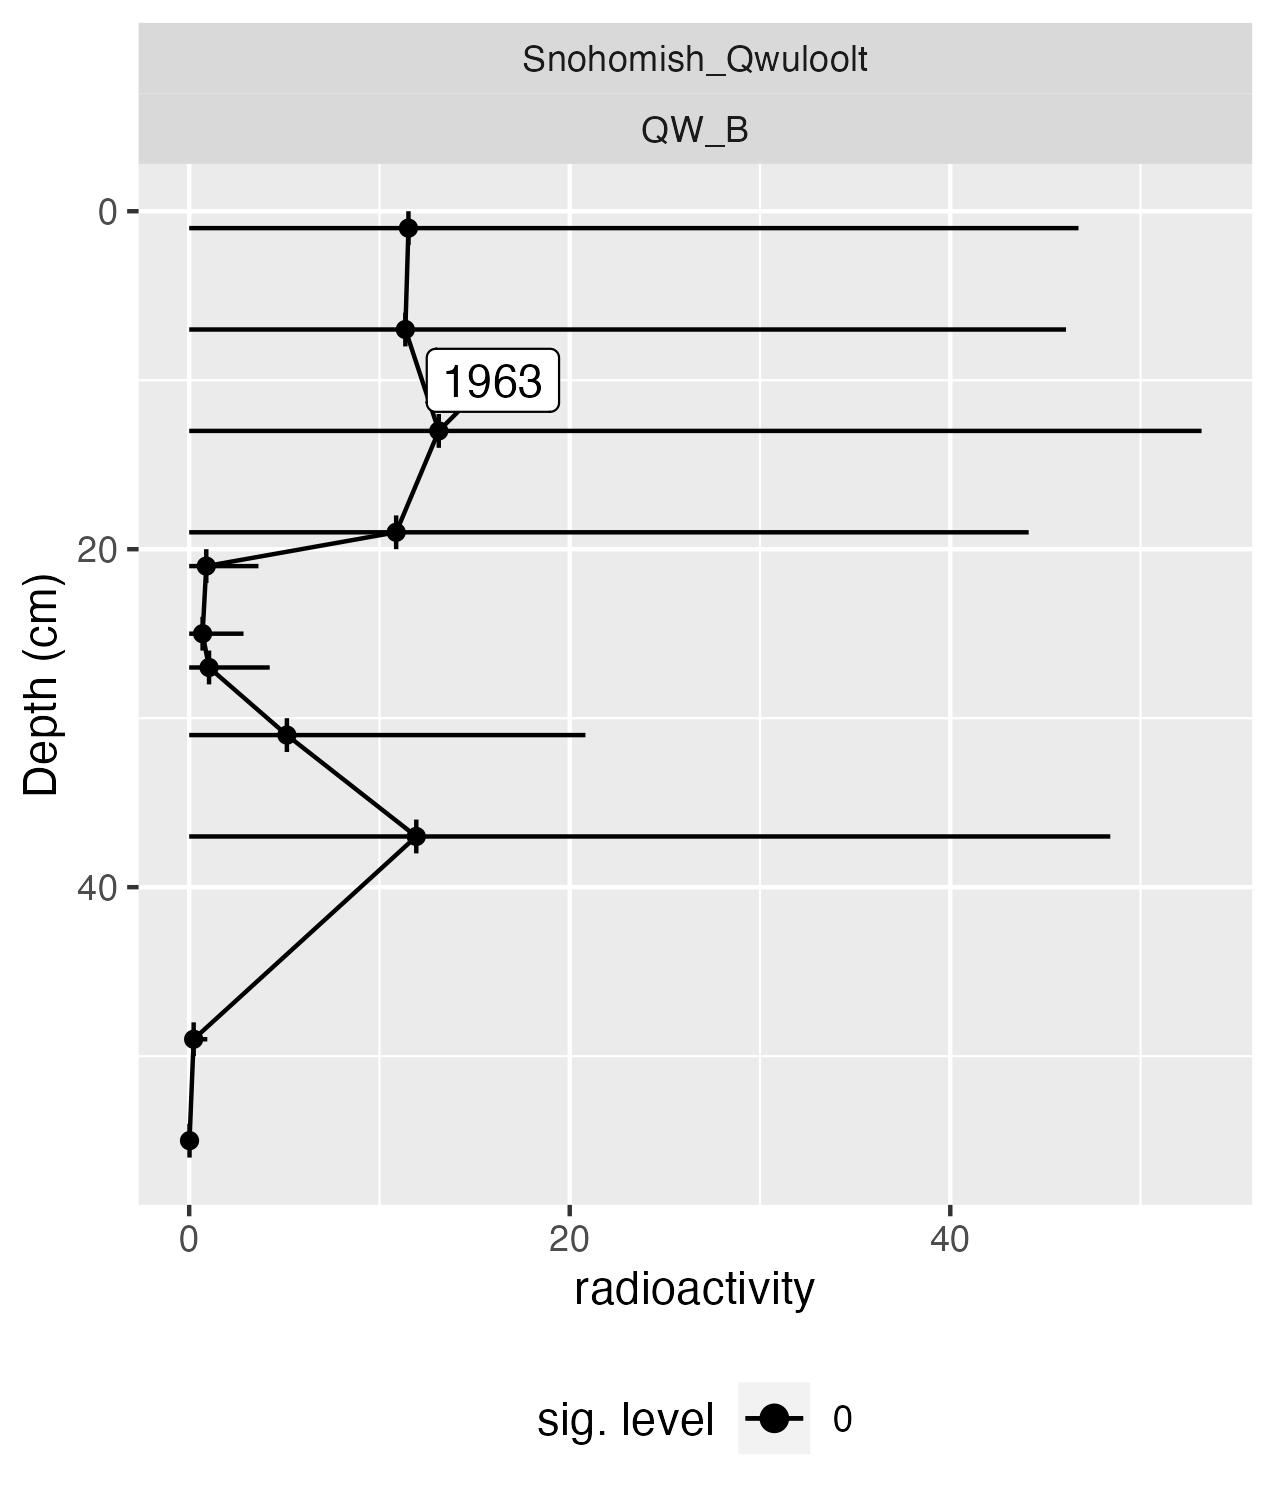 Snohomish_Qwuloolt
QW_B
0
1963
20
Depth (cm)
40
0 20 40
radioactivity
sig. level 0